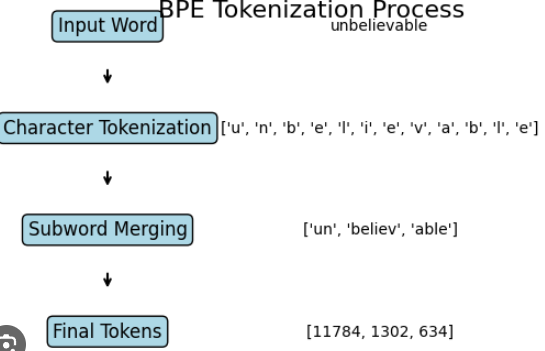 BPE Tokenization Process
Input Word unbelievable
Character Tokenization ['u', 'n', 'b', 'e', 'l', 'i', 'e', 'v', 'a', 'b', 'l', 'e']
Subword Merging ['un', 'believ', 'able']
Final Tokens [11784, 1302, 634]